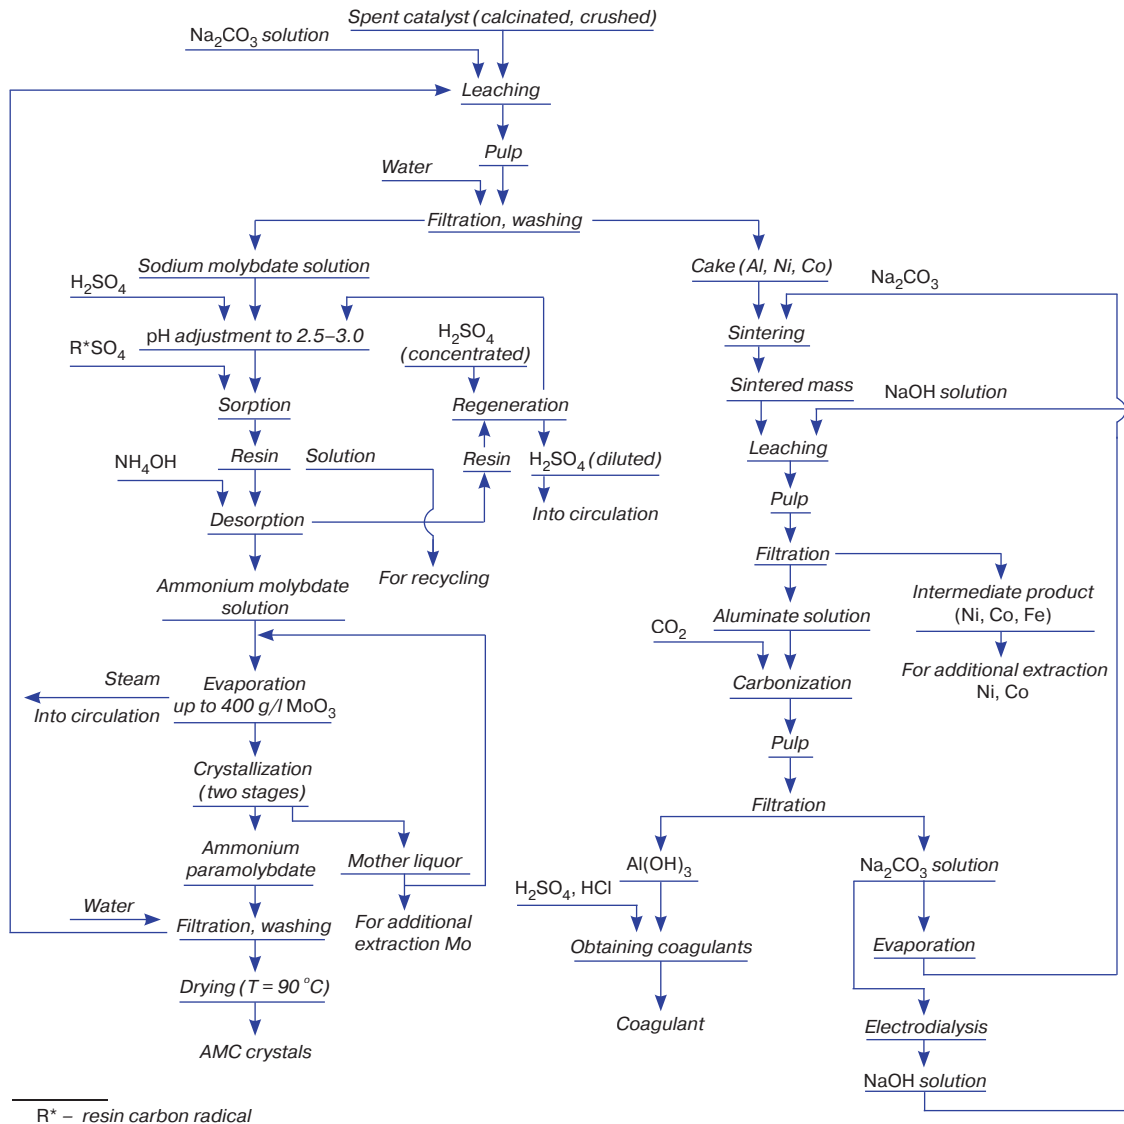 Spent catalyst (calcinated, crushed)
Na₂CO₃ solution
Leaching
Pulp
Water
Filtration, washing
Sodium molybdate solution
H₂SO₄
pH adjustment to 2.5–3.0
R*SO₄
Sorption
Resin
Solution
NH₄OH
Desorption
For recycling
H₂SO₄
(concentrated)
Regeneration
Resin
H₂SO₄ (diluted)
Into circulation
Ammonium molybdate
solution
Steam
Into circulation
Evaporation
up to 400 g/l MoO₃
Crystallization
(two stages)
Ammonium
paramolybdate
Mother liquor
For additional
extraction Mo
Water
Filtration, washing
Drying (T = 90 °C)
AMC crystals
Cake (Al, Ni, Co)
Na₂CO₃
Sintering
Sintered mass
NaOH solution
Leaching
Pulp
Filtration
Intermediate product
(Ni, Co, Fe)
For additional extraction
Ni, Co
Aluminate solution
CO₂
Carbonization
Pulp
Filtration
Al(OH)₃
H₂SO₄, HCl
Obtaining coagulants
Coagulant
Na₂CO₃ solution
Evaporation
Electrodialysis
NaOH solution
R* – resin carbon radical